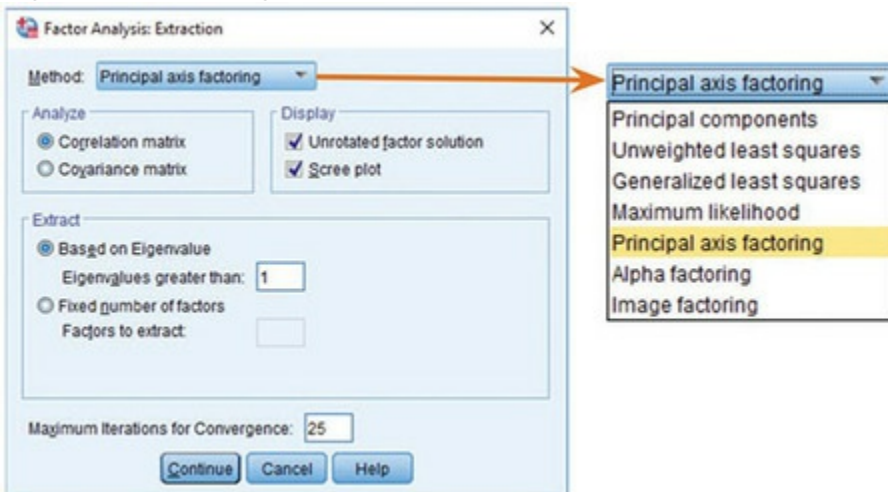 Factor Analysis: Extraction
Method: Principal axis factoring
Analyze
Correlation matrix
Covariance matrix
Display
Unrotated factor solution
Scree plot
Extract
Based on Eigenvalue
Eigenvalues greater than: 1
Fixed number of factors
Factors to extract:
Maximum Iterations for Convergence: 25
Continue Cancel Help
Principal axis factoring
Principal components
Unweighted least squares
Generalized least squares
Maximum likelihood
Principal axis factoring
Alpha factoring
Image factoring